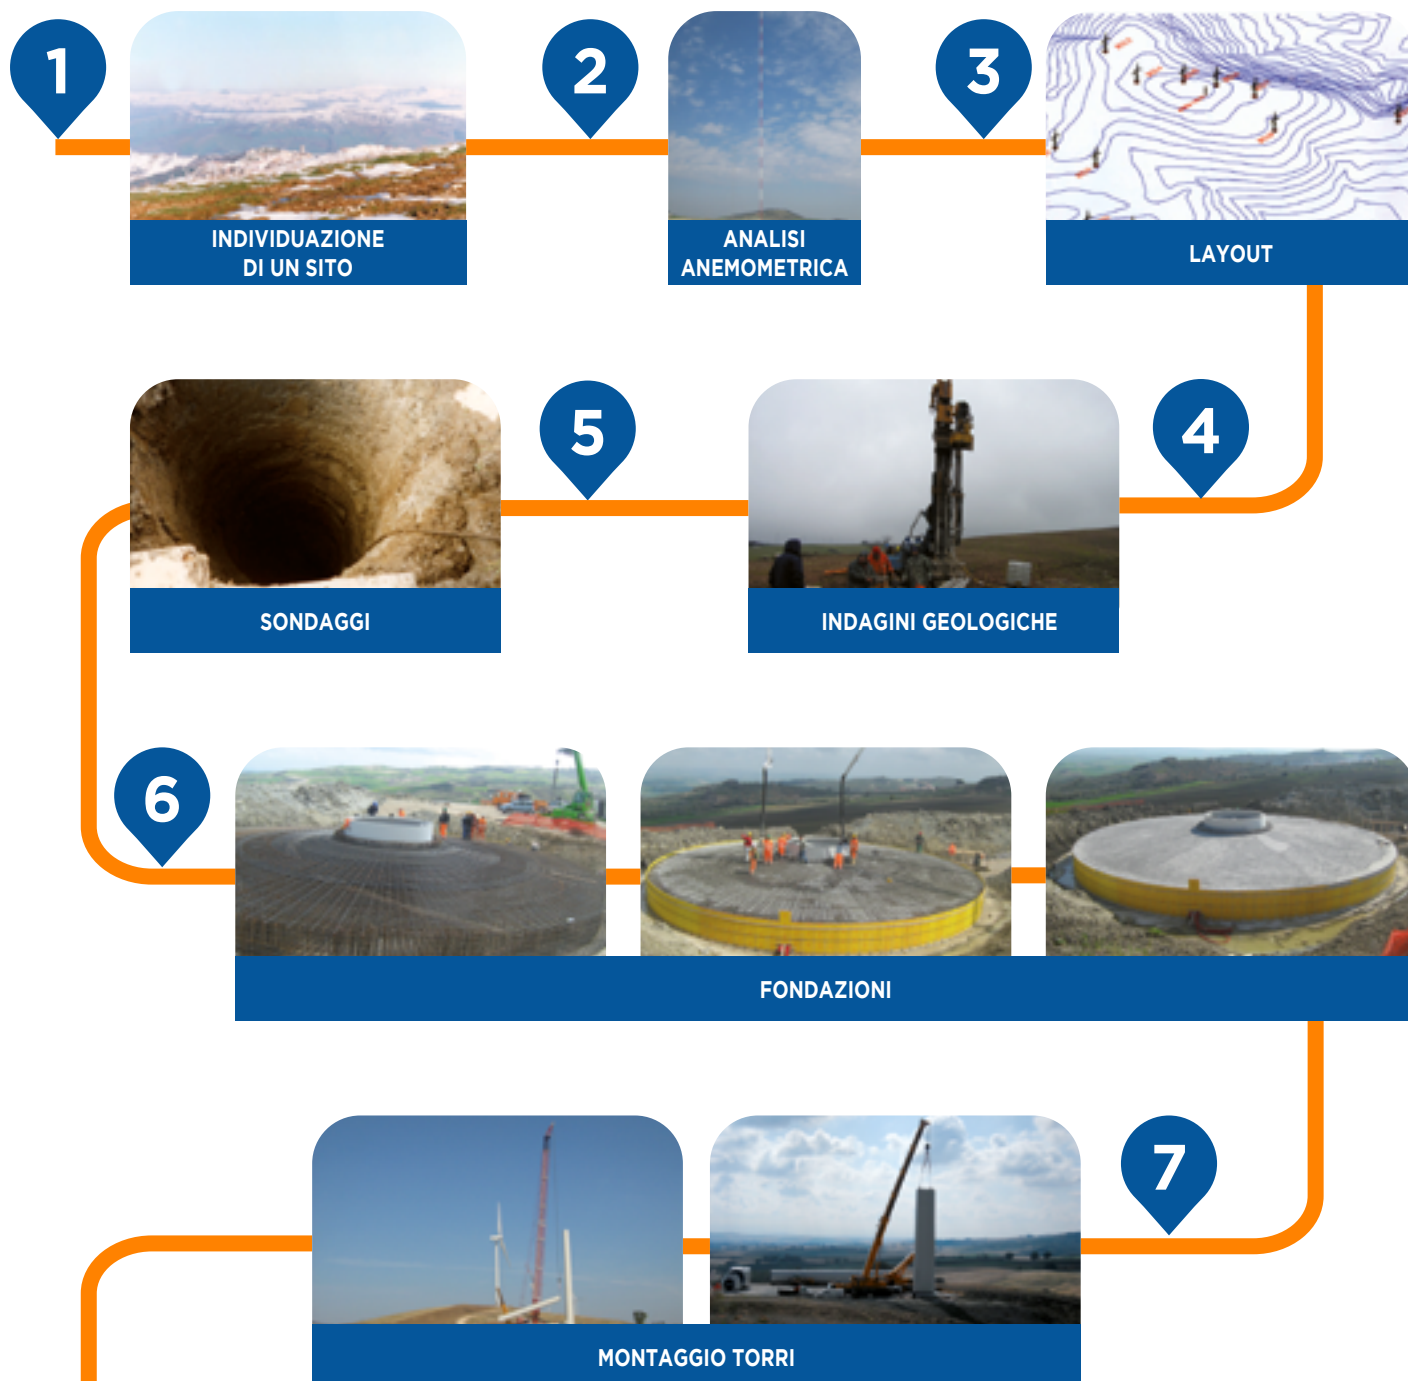 1
INDIVIDUAZIONE
DI UN SITO
2
ANALISI
ANEMOMETRICA
3
LAYOUT
4
INDAGINI GEOLOGICHE
5
SONDAGGI
6
FONDAZIONI
7
MONTAGGIO TORRI